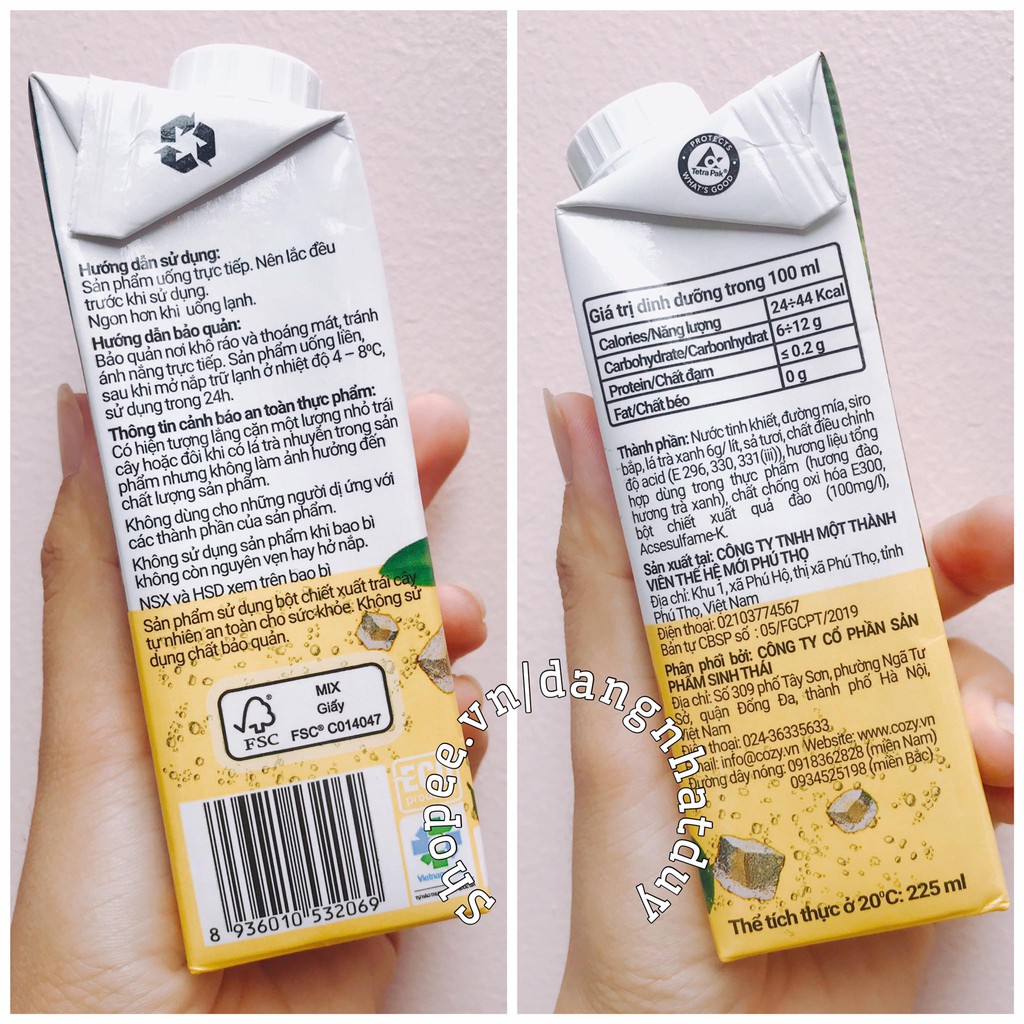 Hướng dẫn sử dụng:
Sản phẩm uống trực tiếp. Nên lắc đều
trước khi sử dụng.
Ngon hơn khi uống lạnh.
Hướng dẫn bảo quản:
Bảo quản nơi khô ráo và thoáng mát, tránh
ánh nắng trực tiếp. Sản phẩm uống liền,
sau khi mở nắp trữ lạnh ở nhiệt độ 4 – 8ºC,
sử dụng trong 24h.
Thông tin cảnh báo an toàn thực phẩm:
Có hiện tượng lắng cặn một lượng nhỏ trái
cây hoặc đôi khi có lá trà nhuyễn trong sản
phẩm nhưng không làm ảnh hưởng đến
chất lượng sản phẩm.
Không dùng cho những người dị ứng với
các thành phần của sản phẩm.
Không sử dụng sản phẩm khi bao bì
không còn nguyên vẹn hay hở nắp.
NSX và HSD xem trên bao bì
Sản phẩm sử dụng bột chiết xuất trái cây
tự nhiên an toàn cho sức khỏe. Không sử
dụng chất bảo quản.
FSC
MIX
Giấy
FSC® C014047
8 936010 532069
PROTECTS
Tetra Pak®
WHAT'S GOOD
Giá trị dinh dưỡng trong 100 ml
Calories/Năng lượng 24÷44 Kcal
Carbohydrate/Carbonhydrat 6÷12 g
Protein/Chất đạm ≤ 0.2 g
Fat/Chất béo 0 g
Thành phần: Nước tinh khiết, đường mía, siro
bắp, lá trà xanh 6g/ lít, sả tươi, chất điều chỉnh
độ acid (E 296, 330, 331(iii)), hương liệu tổng
hợp dùng trong thực phẩm (hương đào,
hương trà xanh), chất chống oxi hóa E300,
bột chiết xuất quả đào (100mg/l),
Acsesulfame-K.
Sản xuất tại: CÔNG TY TNHH MỘT THÀNH
VIÊN THẾ HỆ MỚI PHÚ THỌ
Địa chỉ: Khu 1, xã Phú Hộ, thị xã Phú Thọ, tỉnh
Phú Thọ, Việt Nam
Điện thoại: 02103774567
Bản tự CBSP số : 05/FGCPT/2019
Phân phối bởi: CÔNG TY CỔ PHẦN SẢN
PHẨM SINH THÁI
Địa chỉ: Số 309 phố Tây Sơn, phường Ngã Tư
Sở, quận Đống Đa, thành phố Hà Nội,
Việt Nam
Điện thoại: 024-36335633
Email: info@cozy.vn Website: www.cozy.vn
Đường dây nóng: 0918362828 (miền Nam)
0934525198 (miền Bắc)
Thể tích thực ở 20ºC: 225 ml
Shopee.vn/dangnhatduy